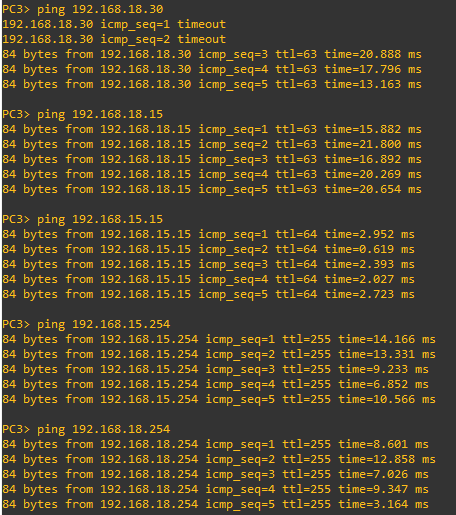 PC3> ping 192.168.18.30
192.168.18.30 icmp_seq=1 timeout
192.168.18.30 icmp_seq=2 timeout
84 bytes from 192.168.18.30 icmp_seq=3 ttl=63 time=20.888 ms
84 bytes from 192.168.18.30 icmp_seq=4 ttl=63 time=17.796 ms
84 bytes from 192.168.18.30 icmp_seq=5 ttl=63 time=13.163 ms
PC3> ping 192.168.18.15
84 bytes from 192.168.18.15 icmp_seq=1 ttl=63 time=15.882 ms
84 bytes from 192.168.18.15 icmp_seq=2 ttl=63 time=21.800 ms
84 bytes from 192.168.18.15 icmp_seq=3 ttl=63 time=16.892 ms
84 bytes from 192.168.18.15 icmp_seq=4 ttl=63 time=20.269 ms
84 bytes from 192.168.18.15 icmp_seq=5 ttl=63 time=20.654 ms
PC3> ping 192.168.15.15
84 bytes from 192.168.15.15 icmp_seq=1 ttl=64 time=2.952 ms
84 bytes from 192.168.15.15 icmp_seq=2 ttl=64 time=0.619 ms
84 bytes from 192.168.15.15 icmp_seq=3 ttl=64 time=2.393 ms
84 bytes from 192.168.15.15 icmp_seq=4 ttl=64 time=2.027 ms
84 bytes from 192.168.15.15 icmp_seq=5 ttl=64 time=2.723 ms
PC3> ping 192.168.15.254
84 bytes from 192.168.15.254 icmp_seq=1 ttl=255 time=14.166 ms
84 bytes from 192.168.15.254 icmp_seq=2 ttl=255 time=13.331 ms
84 bytes from 192.168.15.254 icmp_seq=3 ttl=255 time=9.233 ms
84 bytes from 192.168.15.254 icmp_seq=4 ttl=255 time=6.852 ms
84 bytes from 192.168.15.254 icmp_seq=5 ttl=255 time=10.566 ms
PC3> ping 192.168.18.254
84 bytes from 192.168.18.254 icmp_seq=1 ttl=255 time=8.601 ms
84 bytes from 192.168.18.254 icmp_seq=2 ttl=255 time=12.858 ms
84 bytes from 192.168.18.254 icmp_seq=3 ttl=255 time=7.026 ms
84 bytes from 192.168.18.254 icmp_seq=4 ttl=255 time=9.347 ms
84 bytes from 192.168.18.254 icmp_seq=5 ttl=255 time=3.164 ms